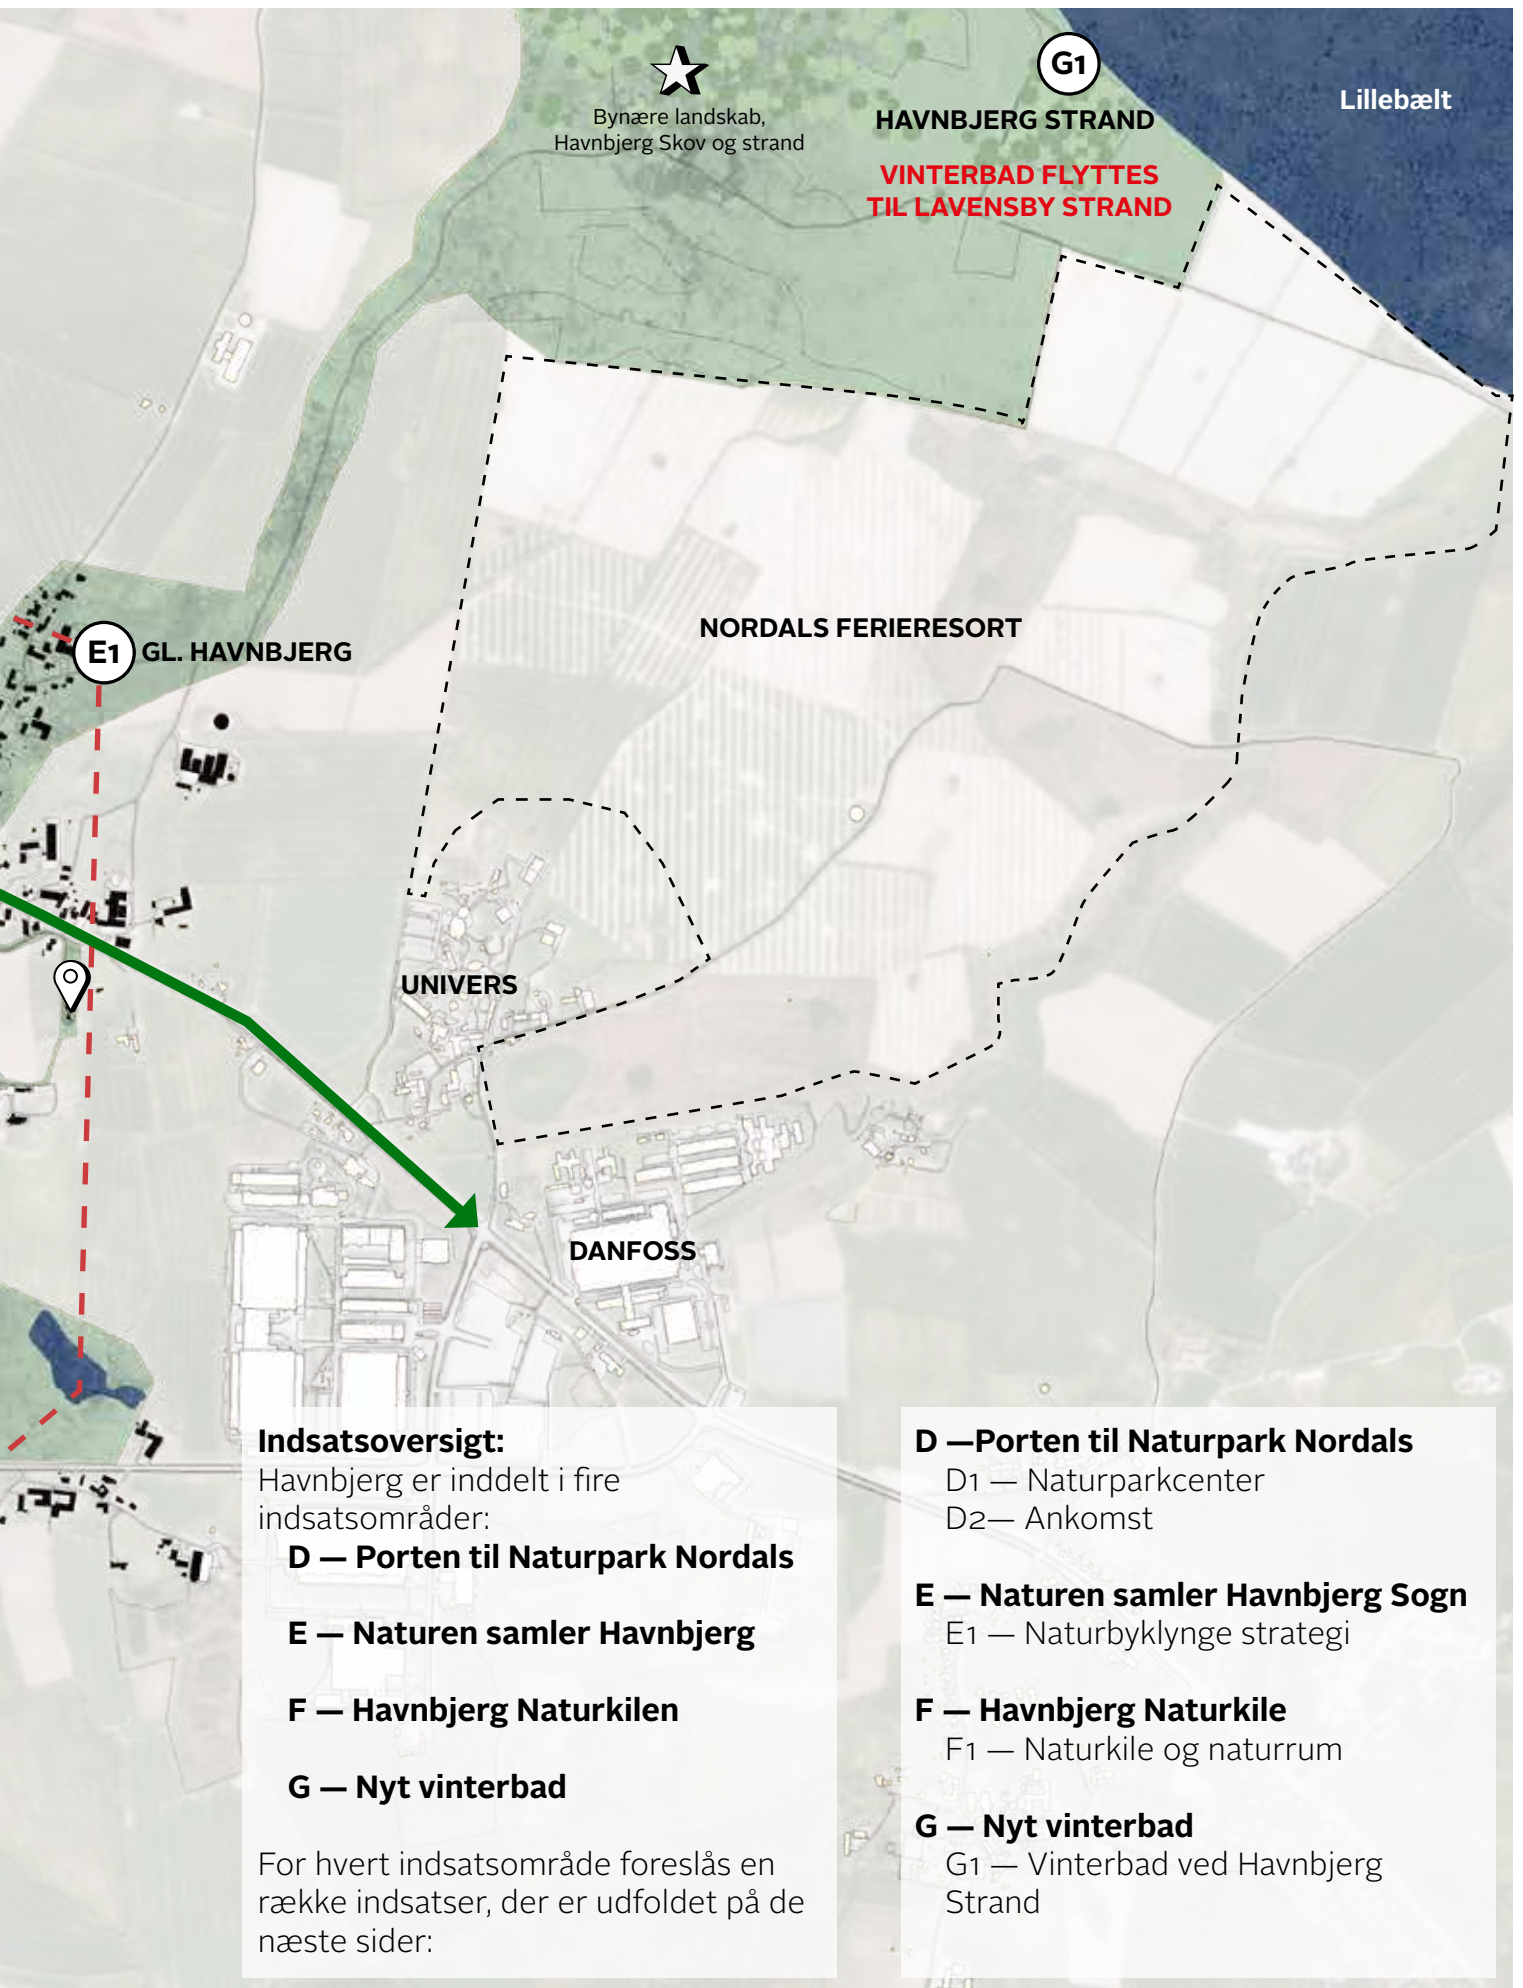 G1
Lillebælt
Bynære landskab,
Havnbjerg Skov og strand
HAVNBJERG STRAND
VINTERBAD FLYTTES
TIL LAVENSBY STRAND
NORDALS FERIERESORT
E1
GL. HAVNBJERG
UNIVERS
DANFOSS
Indsatsoversigt:
Havnbjerg er inddelt i fire
indsatsområder:
D — Porten til Naturpark Nordals
E — Naturen samler Havnbjerg
F — Havnbjerg Naturkilen
G — Nyt vinterbad
For hvert indsatsområde foreslås en
række indsatser, der er udfoldet på de
næste sider:
D —Porten til Naturpark Nordals
D1 — Naturparkcenter
D2— Ankomst
E — Naturen samler Havnbjerg Sogn
E1 — Naturbyklynge strategi
F — Havnbjerg Naturkile
F1 — Naturkile og naturrum
G — Nyt vinterbad
G1 — Vinterbad ved Havnbjerg
Strand